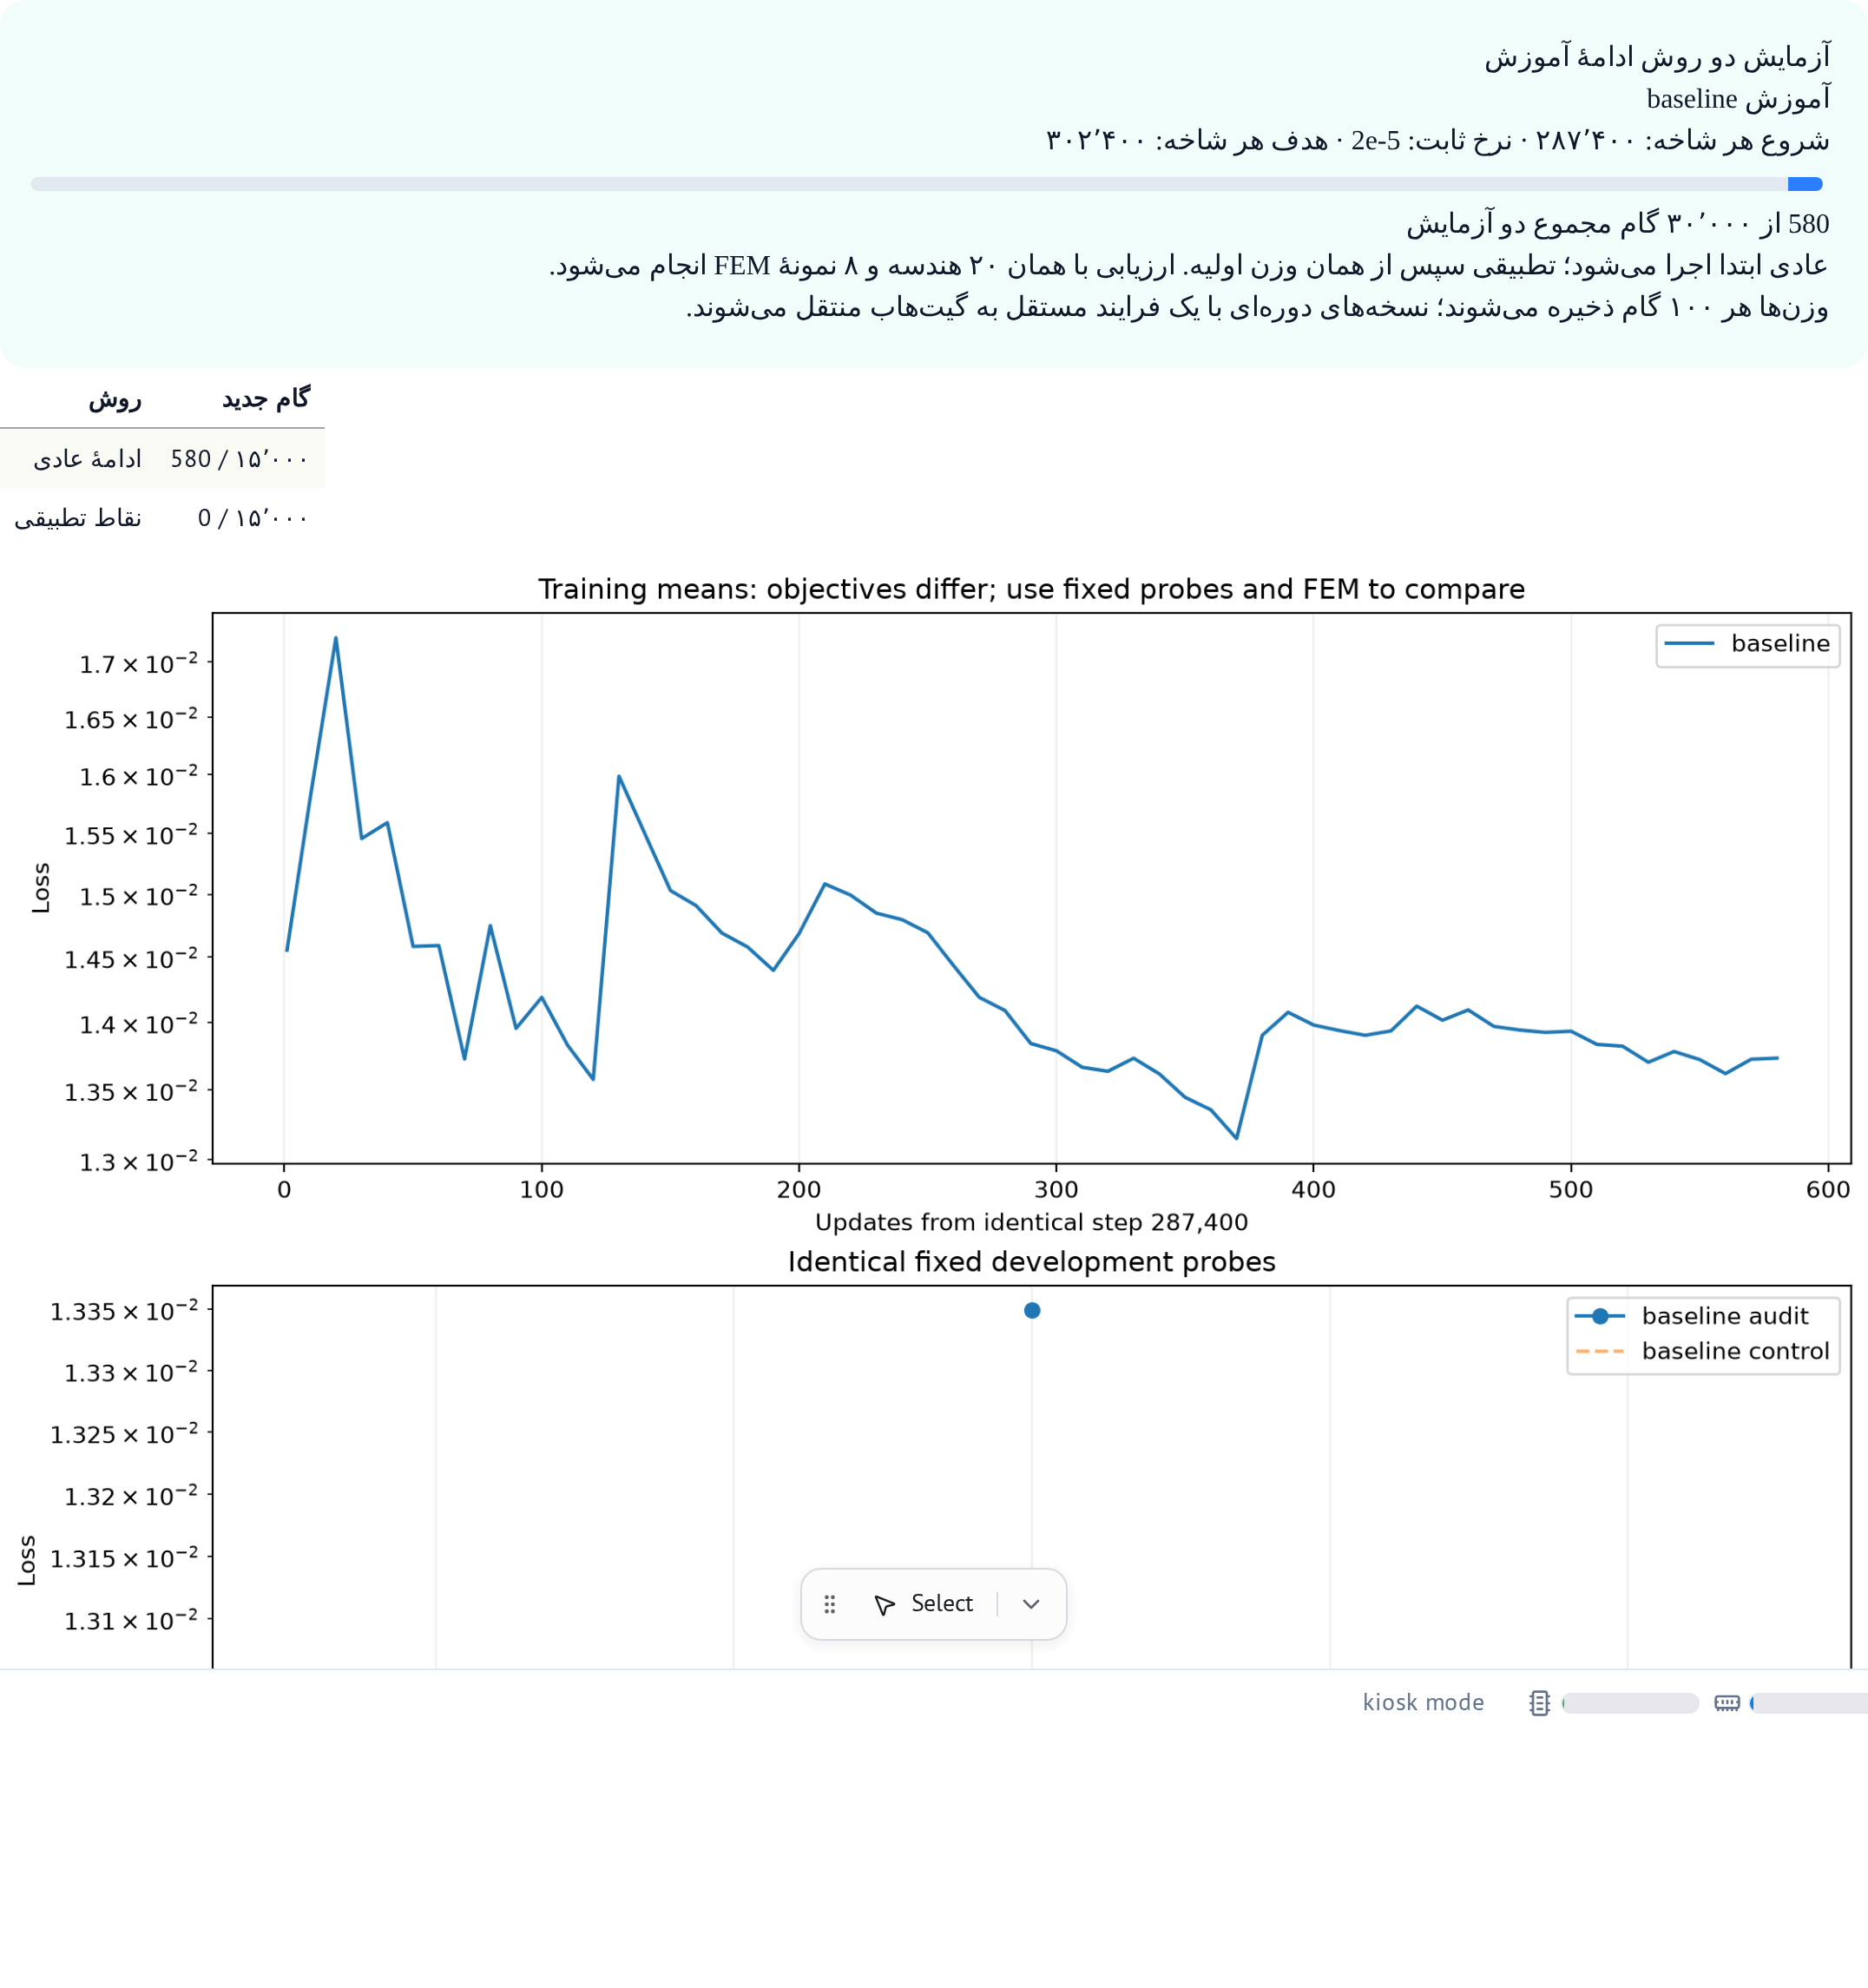 آزمایش دو روش ادامهٔ آموزش
آموزش baseline
شروع هر شاخه: ۲۸۷٬۴۰۰ · نرخ ثابت: 2e-5 · هدف هر شاخه: ۳۰۲٬۴۰۰
580 از ۳۰٬۰۰۰ گام مجموع دو آزمایش
عادی ابتدا اجرا می‌شود؛ تطبیقی سپس از همان وزن اولیه. ارزیابی با همان ۲۰ هندسه و ۸ نمونهٔ FEM انجام می‌شود.
وزن‌ها هر ۱۰۰ گام ذخیره می‌شوند؛ نسخه‌های دوره‌ای با یک فرایند مستقل به گیت‌هاب منتقل می‌شوند.
روش گام جدید
ادامهٔ عادی 580 / ۱۵٬۰۰۰
نقاط تطبیقی 0 / ۱۵٬۰۰۰
Training means: objectives differ; use fixed probes and FEM to compare
baseline
1.7 × 10⁻²
1.65 × 10⁻²
1.6 × 10⁻²
1.55 × 10⁻²
1.5 × 10⁻²
1.45 × 10⁻²
1.4 × 10⁻²
1.35 × 10⁻²
1.3 × 10⁻²
Loss
0 100 200 300 400 500 600
Updates from identical step 287,400
Identical fixed development probes
baseline audit
baseline control
1.335 × 10⁻²
1.33 × 10⁻²
1.325 × 10⁻²
1.32 × 10⁻²
1.315 × 10⁻²
1.31 × 10⁻²
Loss
Select
kiosk mode